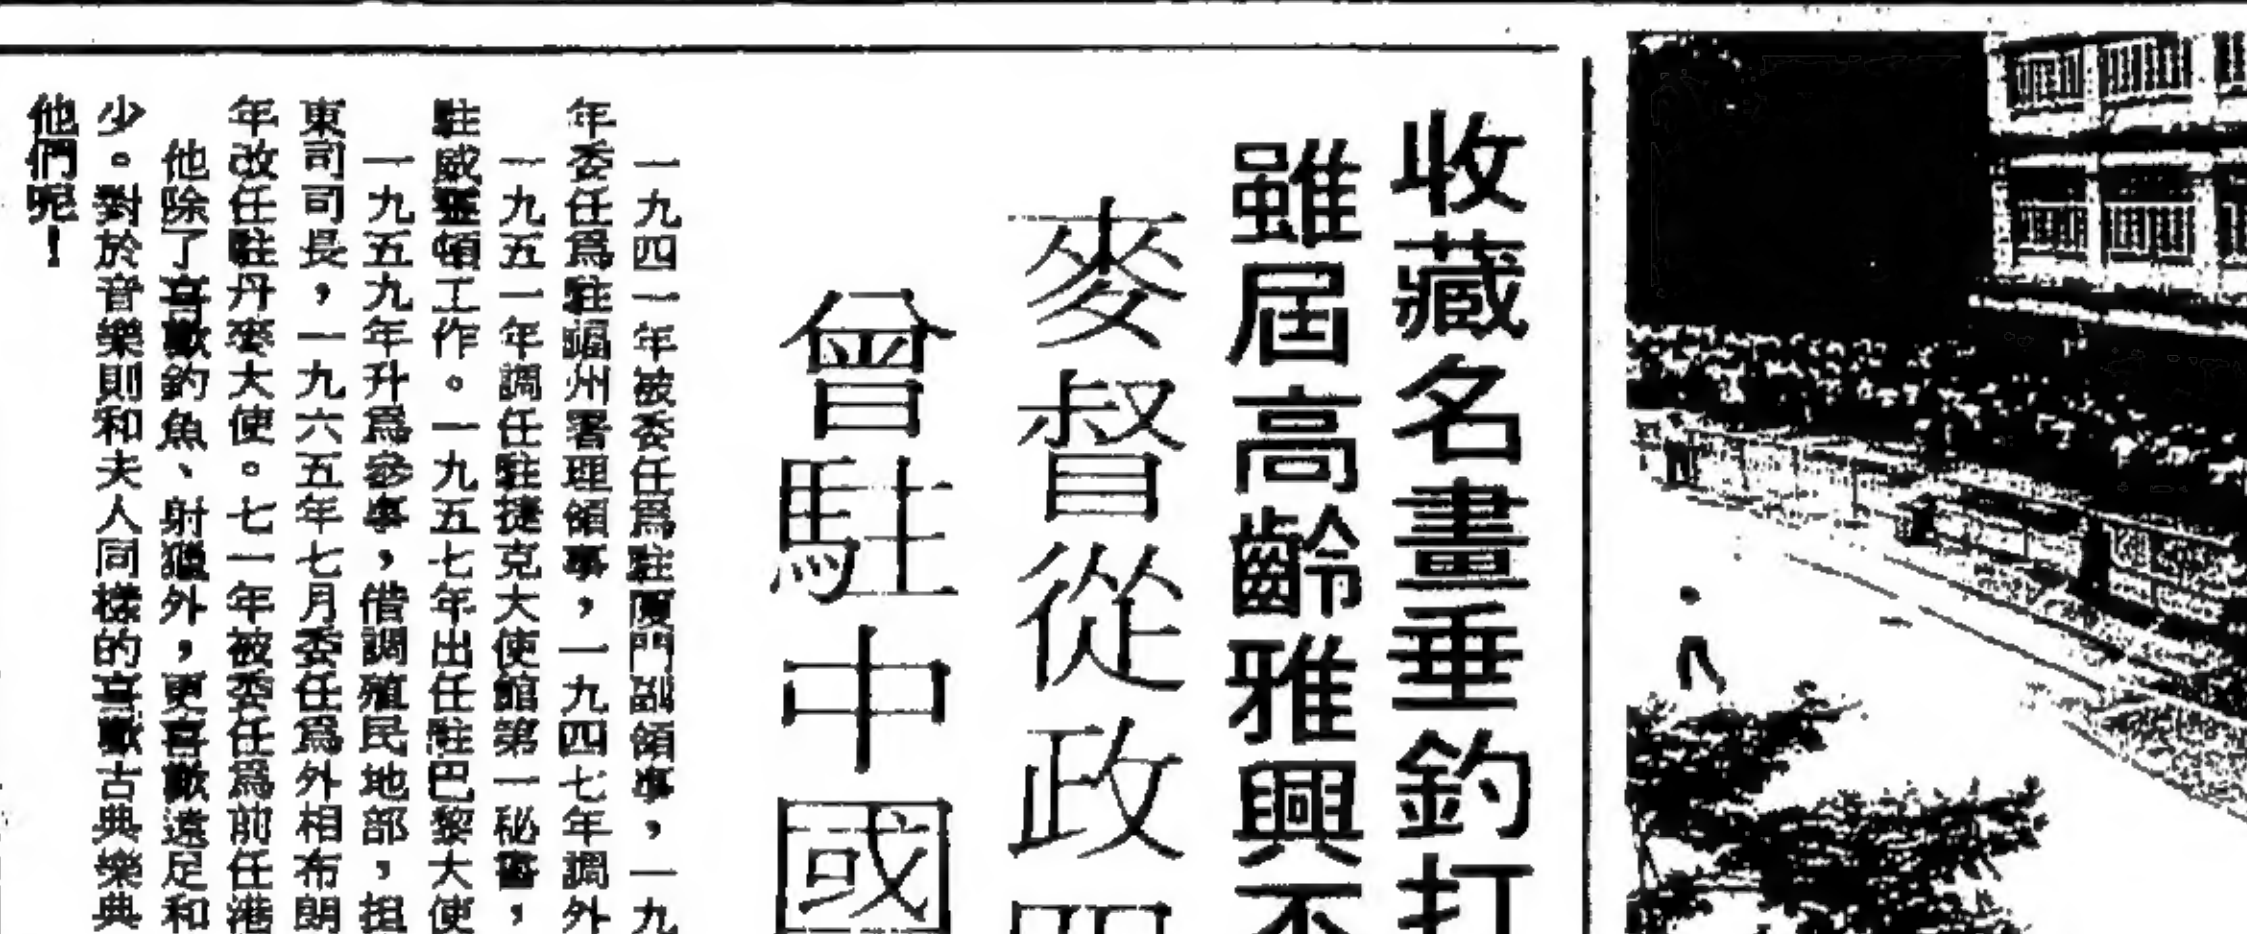 收藏名畫垂釣打
雖屆高齡雅興不
麥督從政四
曾駐中國
一九四一年被委任爲駐厦門副領事，一九
年委任爲駐福州署理領事，一九四七年調外
一九五一年調任駐捷克大使館第一秘書，
駐威靈頓工作。一九五七年出任駐巴黎大使
一九五九年升爲參事，借調殖民地部，担
東司司長，一九六五年七月委任爲外相布朗
年改任駐丹麥大使。七一年被委任爲前任港
他除了喜歡釣魚、射獵外，更喜歡遠足和
少。對於音樂則和夫人同樣的喜歡古典樂典
他們呢！